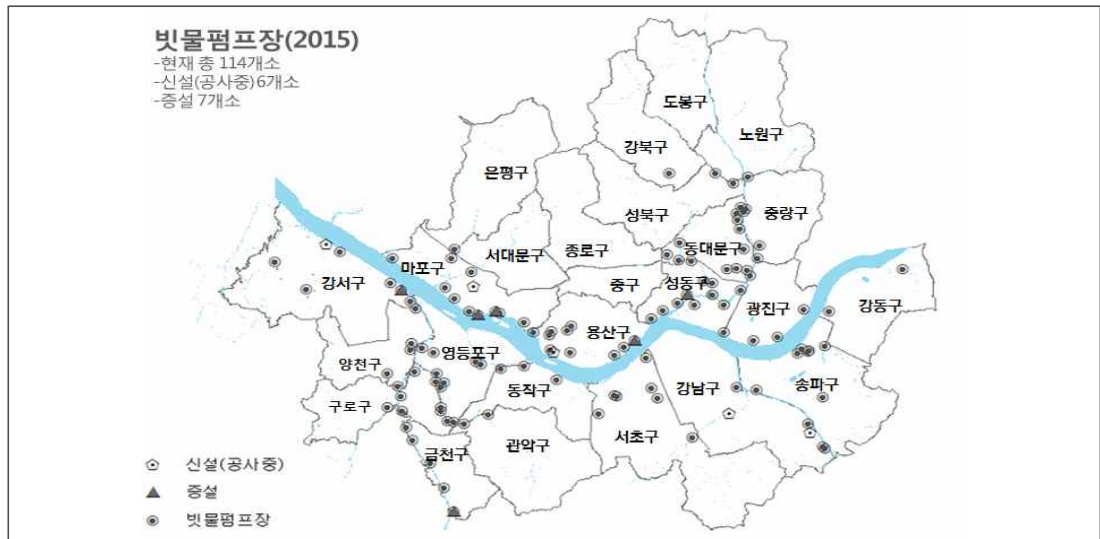 빗물펌프장(2015)
-현재 총 114개소
-신설(공사중) 6개소
-증설 7개소
도봉구
노원구
강북구
은평구
성북구
중랑구
동대문구
서대문구
종로구
마포구
강서구
중구
성동구
광진구
강동구
용산구
영등포구
양천구
동작구
강남구
송파구
구로구
서초구
관악구
금천구
신설(공사중)
증설
빗물펌프장